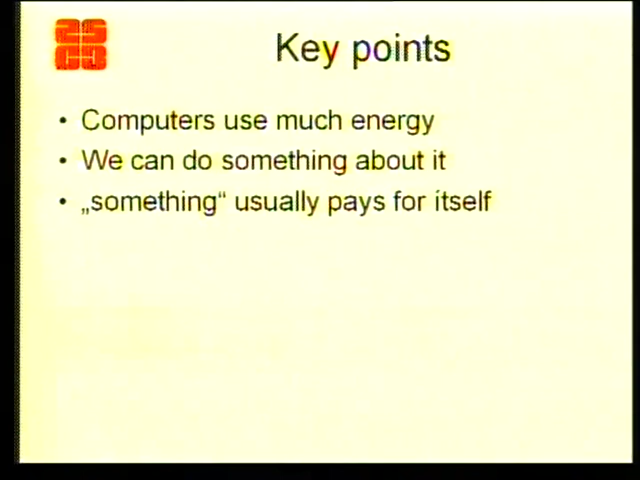 Key points
• Computers use much energy
• We can do something about it
• „something“ usually pays for itself